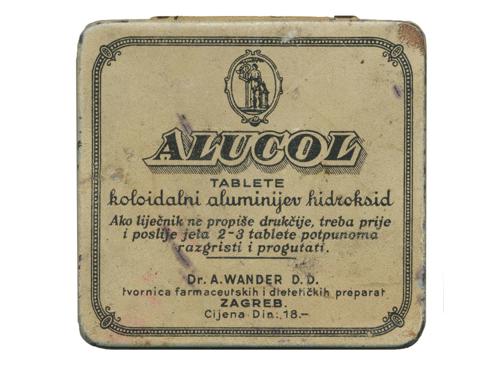 ALUCOL
TABLETE
koloidalni aluminijev hidroksid
Ako liječnik ne propiše drukčije, treba prije
i poslije jela 2-3 tablete potpunoma
razgristi i progutati.
Dr. A. WANDER D. D.
tvornica farmaceutskih i dietetičkih preparat
ZAGREB.
Cijena Din. 18.—